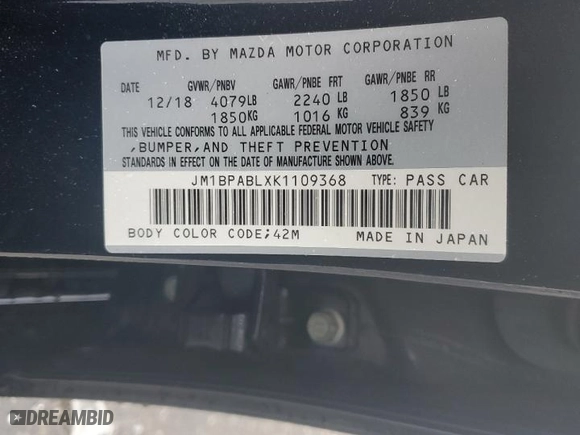 MFD. BY MAZDA MOTOR CORPORATION
DATE GVWR/PNBV GAWR/PNBE FRT GAWR/PNBE RR
12/18 4079LB 2240 LB 1850 LB
1850KG 1016 KG 839 KG
THIS VEHICLE CONFORMS TO ALL APPLICABLE FEDERAL MOTOR VEHICLE SAFETY
,BUMPER,AND THEFT PREVENTION
STANDARDS IN EFFECT ON THE DATE OF MANUFACTURE SHOWN ABOVE.
JM1BPABLXK1109368 TYPE: PASS CAR
BODY COLOR CODE;42M MADE IN JAPAN
DREAMBID